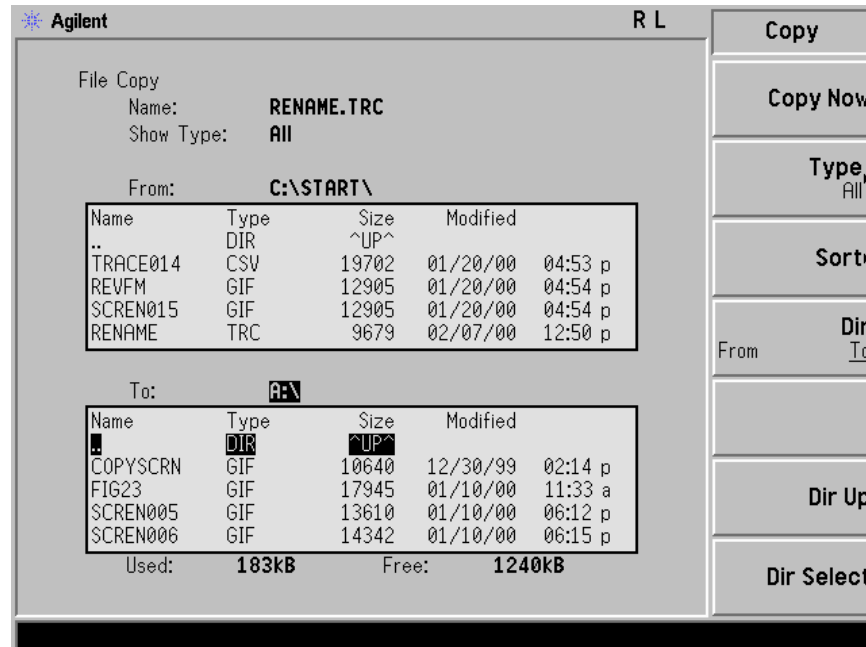 Agilent R L
File Copy
Name: RENAME.TRC
Show Type: All
From: C:\START\
Name Type Size Modified
.. DIR ^UP^
TRACE014 CSV 19702 01/20/00 04:53 p
REVFM GIF 12905 01/20/00 04:54 p
SCREN015 GIF 12905 01/20/00 04:54 p
RENAME TRC 9679 02/07/00 12:50 p
To: A:\
Name Type Size Modified
.. DIR ^UP^
COPYSCRN GIF 10640 12/30/99 02:14 p
FIG23 GIF 17945 01/10/00 11:33 a
SCREN005 GIF 13610 01/10/00 06:12 p
SCREN006 GIF 14342 01/10/00 06:15 p
Used: 183kB Free: 1240kB
Copy
Copy Now
Type
All
Sort
Dir
From To
Dir Up
Dir Select